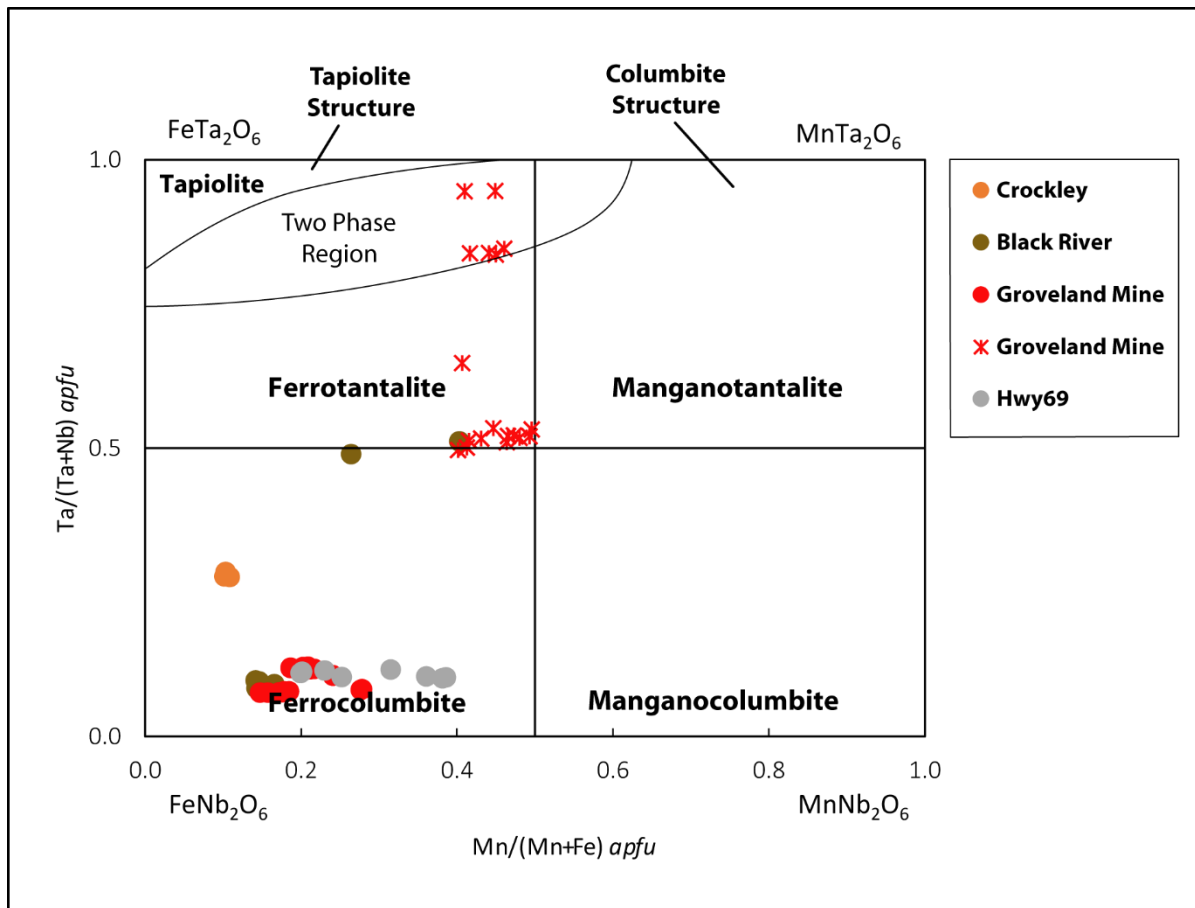 Tapiolite
Structure
Columbite
Structure
FeTa₂O₆
MnTa₂O₆
1.0
Tapiolite
Two Phase
Region
Ferrotantalite
Manganotantalite
0.5
Ta/(Ta+Nb) apfu
Ferrocolumbite
Manganocolumbite
0.0
0.0
0.2
0.4
0.6
0.8
1.0
FeNb₂O₆
MnNb₂O₆
Mn/(Mn+Fe) apfu
Crockley
Black River
Groveland Mine
Groveland Mine
Hwy69